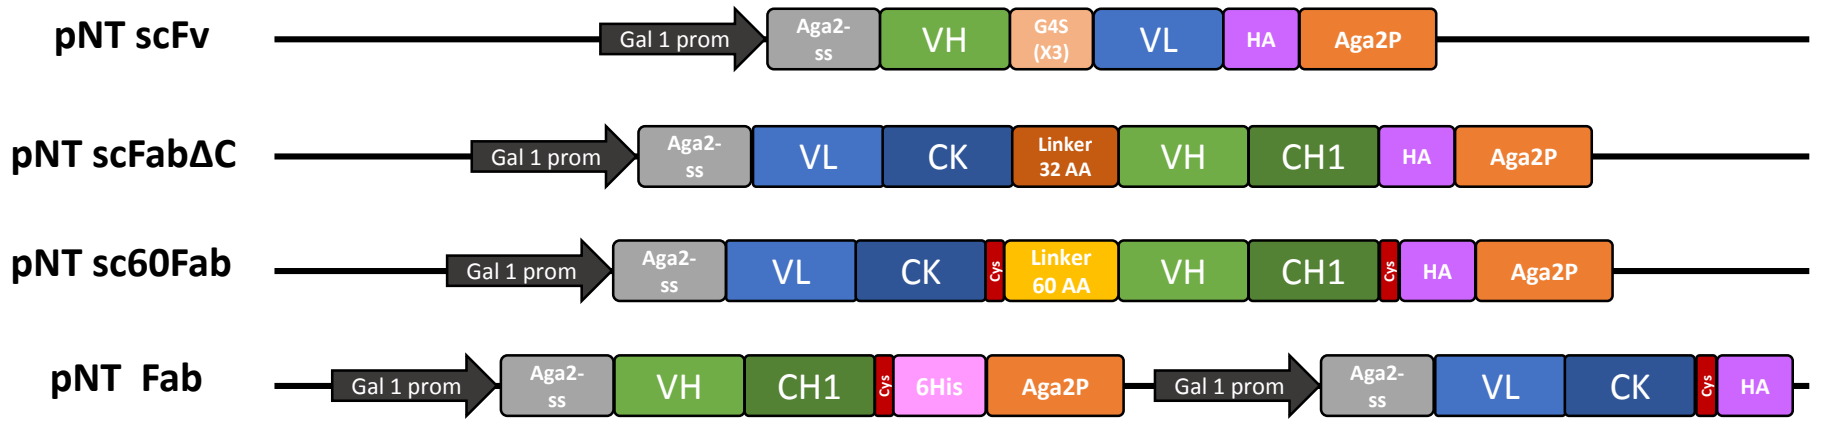 pNT scFv
Gal 1 prom
Aga2-
ss
VH
G4S
(X3)
VL
HA
Aga2P
pNT scFabΔC
Gal 1 prom
Aga2-
ss
VL
CK
Linker
32 AA
VH
CH1
HA
Aga2P
pNT sc60Fab
Gal 1 prom
Aga2-
ss
VL
CK
Cys
Linker
60 AA
VH
CH1
Cys
HA
Aga2P
pNT Fab
Gal 1 prom
Aga2-
ss
VH
CH1
Cys
6His
Aga2P
Gal 1 prom
Aga2-
ss
VL
CK
Cys
HA